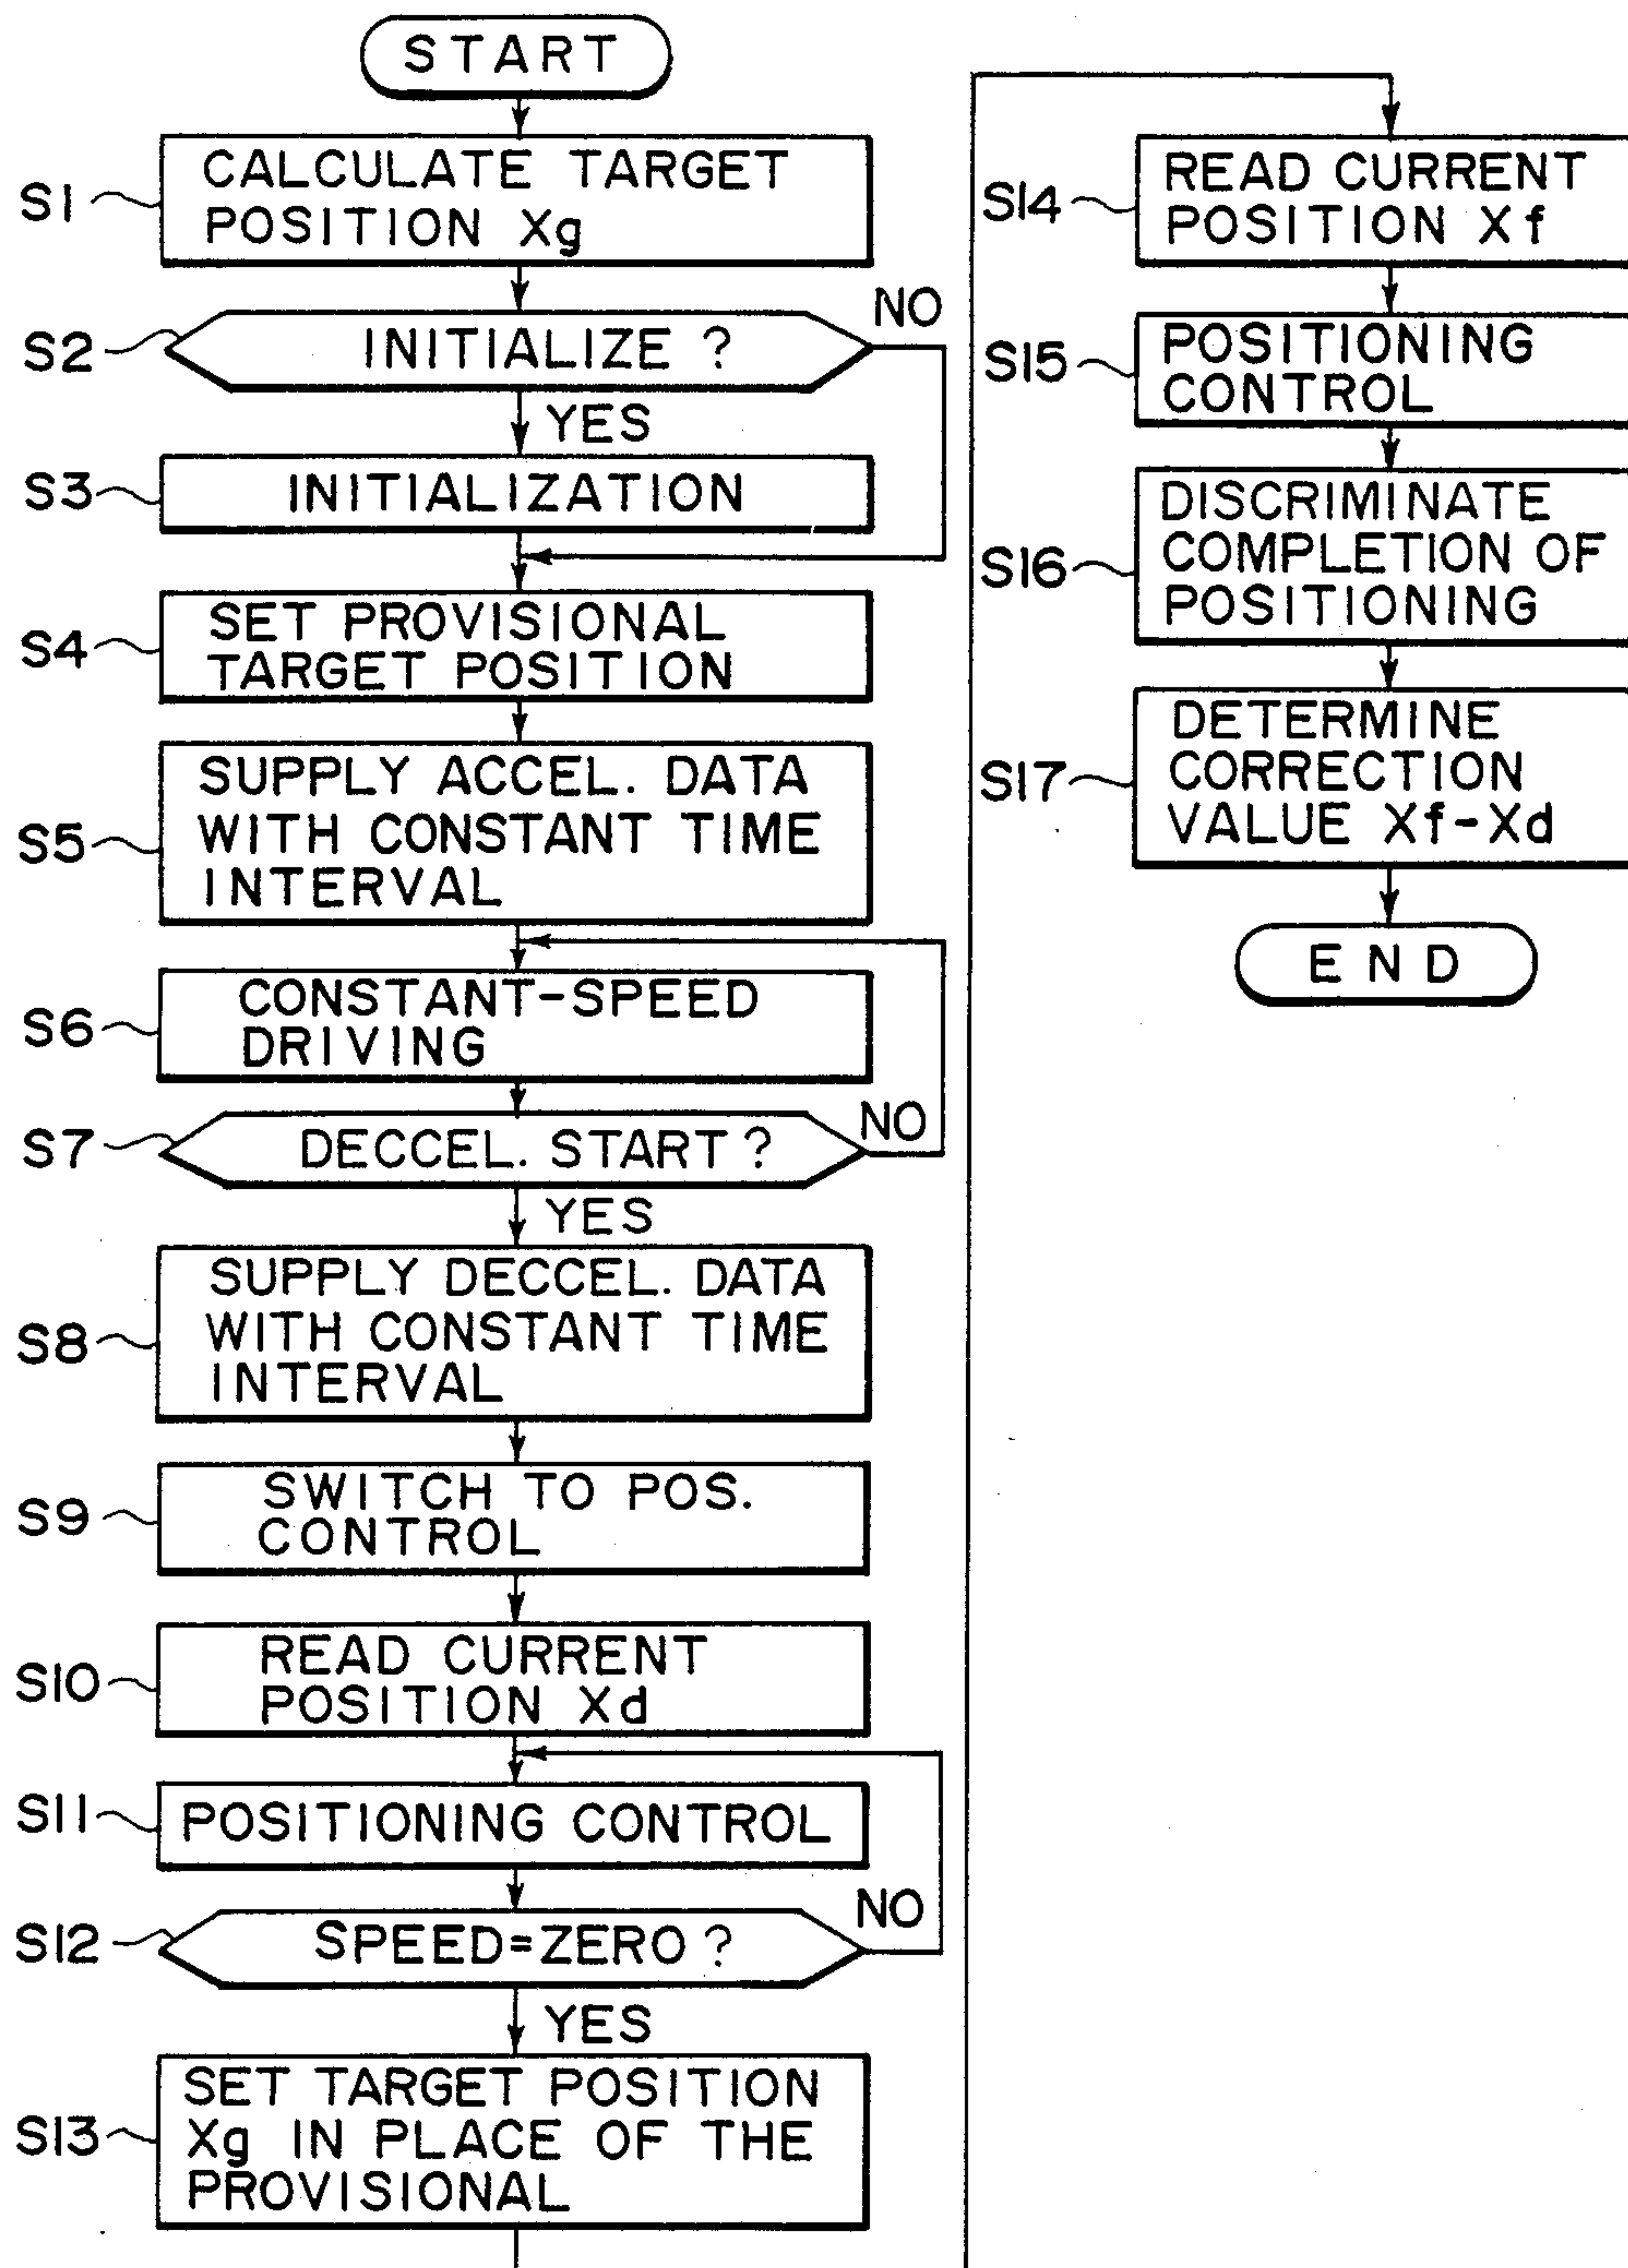 START
S1
CALCULATE TARGET
POSITION Xg
S2
INITIALIZE ?
NO
YES
S3
INITIALIZATION
S4
SET PROVISIONAL
TARGET POSITION
S5
SUPPLY ACCEL. DATA
WITH CONSTANT TIME
INTERVAL
S6
CONSTANT-SPEED
DRIVING
S7
DECCEL. START ?
NO
YES
S8
SUPPLY DECCEL. DATA
WITH CONSTANT TIME
INTERVAL
S9
SWITCH TO POS.
CONTROL
S10
READ CURRENT
POSITION Xd
S11
POSITIONING CONTROL
S12
SPEED=ZERO ?
NO
YES
S13
SET TARGET POSITION
Xg IN PLACE OF THE
PROVISIONAL
S14
READ CURRENT
POSITION Xf
S15
POSITIONING
CONTROL
S16
DISCRIMINATE
COMPLETION OF
POSITIONING
S17
DETERMINE
CORRECTION
VALUE Xf-Xd
END